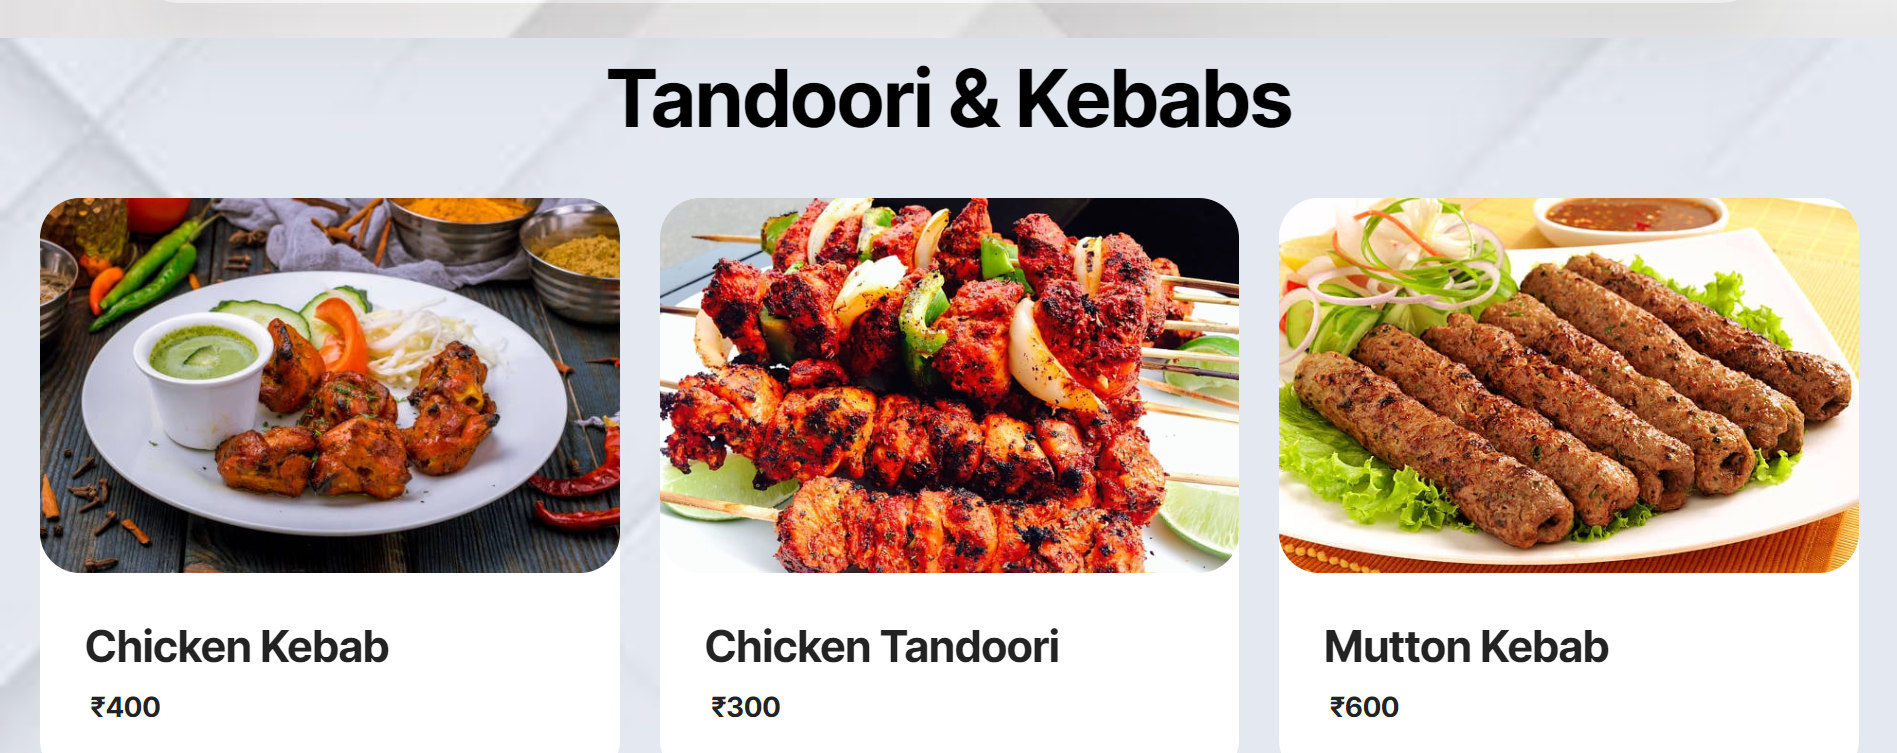 Tandoori & Kebabs
Chicken Kebab
₹400
Chicken Tandoori
₹300
Mutton Kebab
₹600